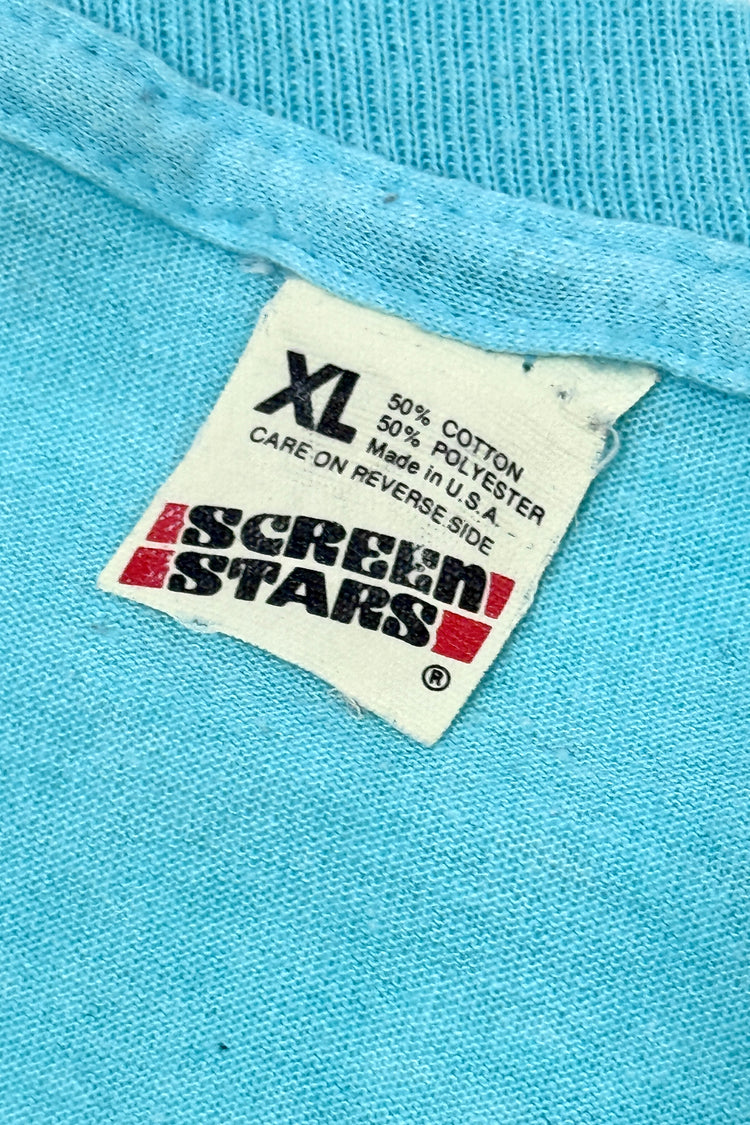 XL
50% COTTON
50% POLYESTER
Made in U.S.A.
CARE ON REVERSE SIDE
SCREEN
STARS
®